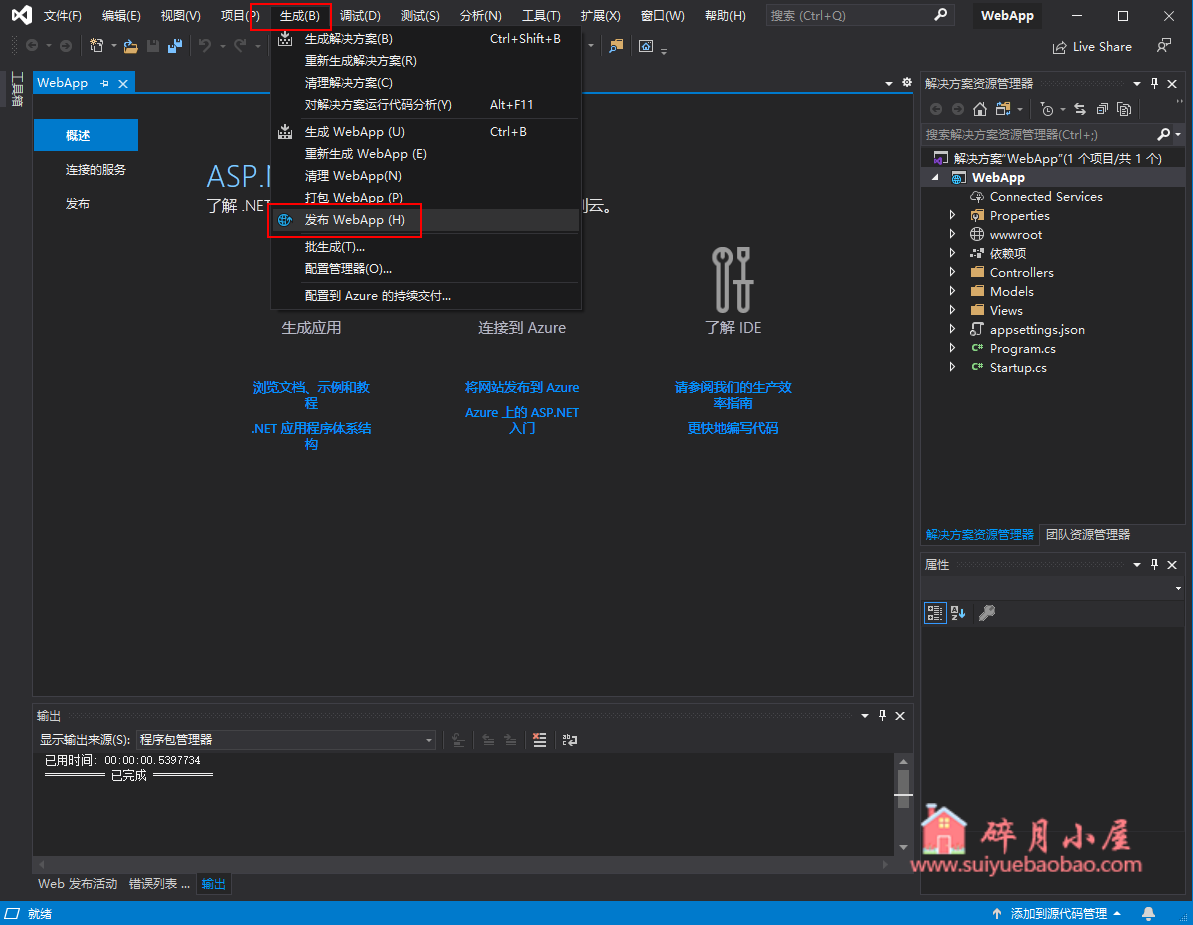 文件(F) 编辑(E) 视图(V) 项目(P) 生成(B) 调试(D) 测试(S) 分析(N) 工具(T) 扩展(X) 窗口(W) 帮助(H) 搜索 (Ctrl+Q) WebApp
Live Share
工具箱
WebApp
概述
连接的服务
发布
生成解决方案(B) Ctrl+Shift+B
重新生成解决方案(R)
清理解决方案(C)
对解决方案运行代码分析(Y) Alt+F11
生成 WebApp (U) Ctrl+B
重新生成 WebApp (E)
清理 WebApp(N)
打包 WebApp (P)
发布 WebApp (H)
批生成(T)...
配置管理器(O)...
配置到 Azure 的持续交付...
ASP.
了解 .NET
云。
生成应用
浏览文档、示例和教
程
.NET 应用程序体系结
构
连接到 Azure
将网站发布到 Azure
Azure 上的 ASP.NET
入门
了解 IDE
请参阅我们的生产效
率指南
更快地编写代码
解决方案资源管理器
搜索解决方案资源管理器(Ctrl+;)
解决方案"WebApp"(1 个项目/共 1 个)
WebApp
Connected Services
Properties
wwwroot
依赖项
Controllers
Models
Views
appsettings.json
C# Program.cs
C# Startup.cs
解决方案资源管理器 团队资源管理器
属性
输出
显示输出来源(S): 程序包管理器
已用时间: 00:00:00.5397734
========== 已完成 ==========
Web 发布活动 错误列表 ... 输出
碎月小屋
www.suiyuebaobao.com
就绪 添加到源代码管理